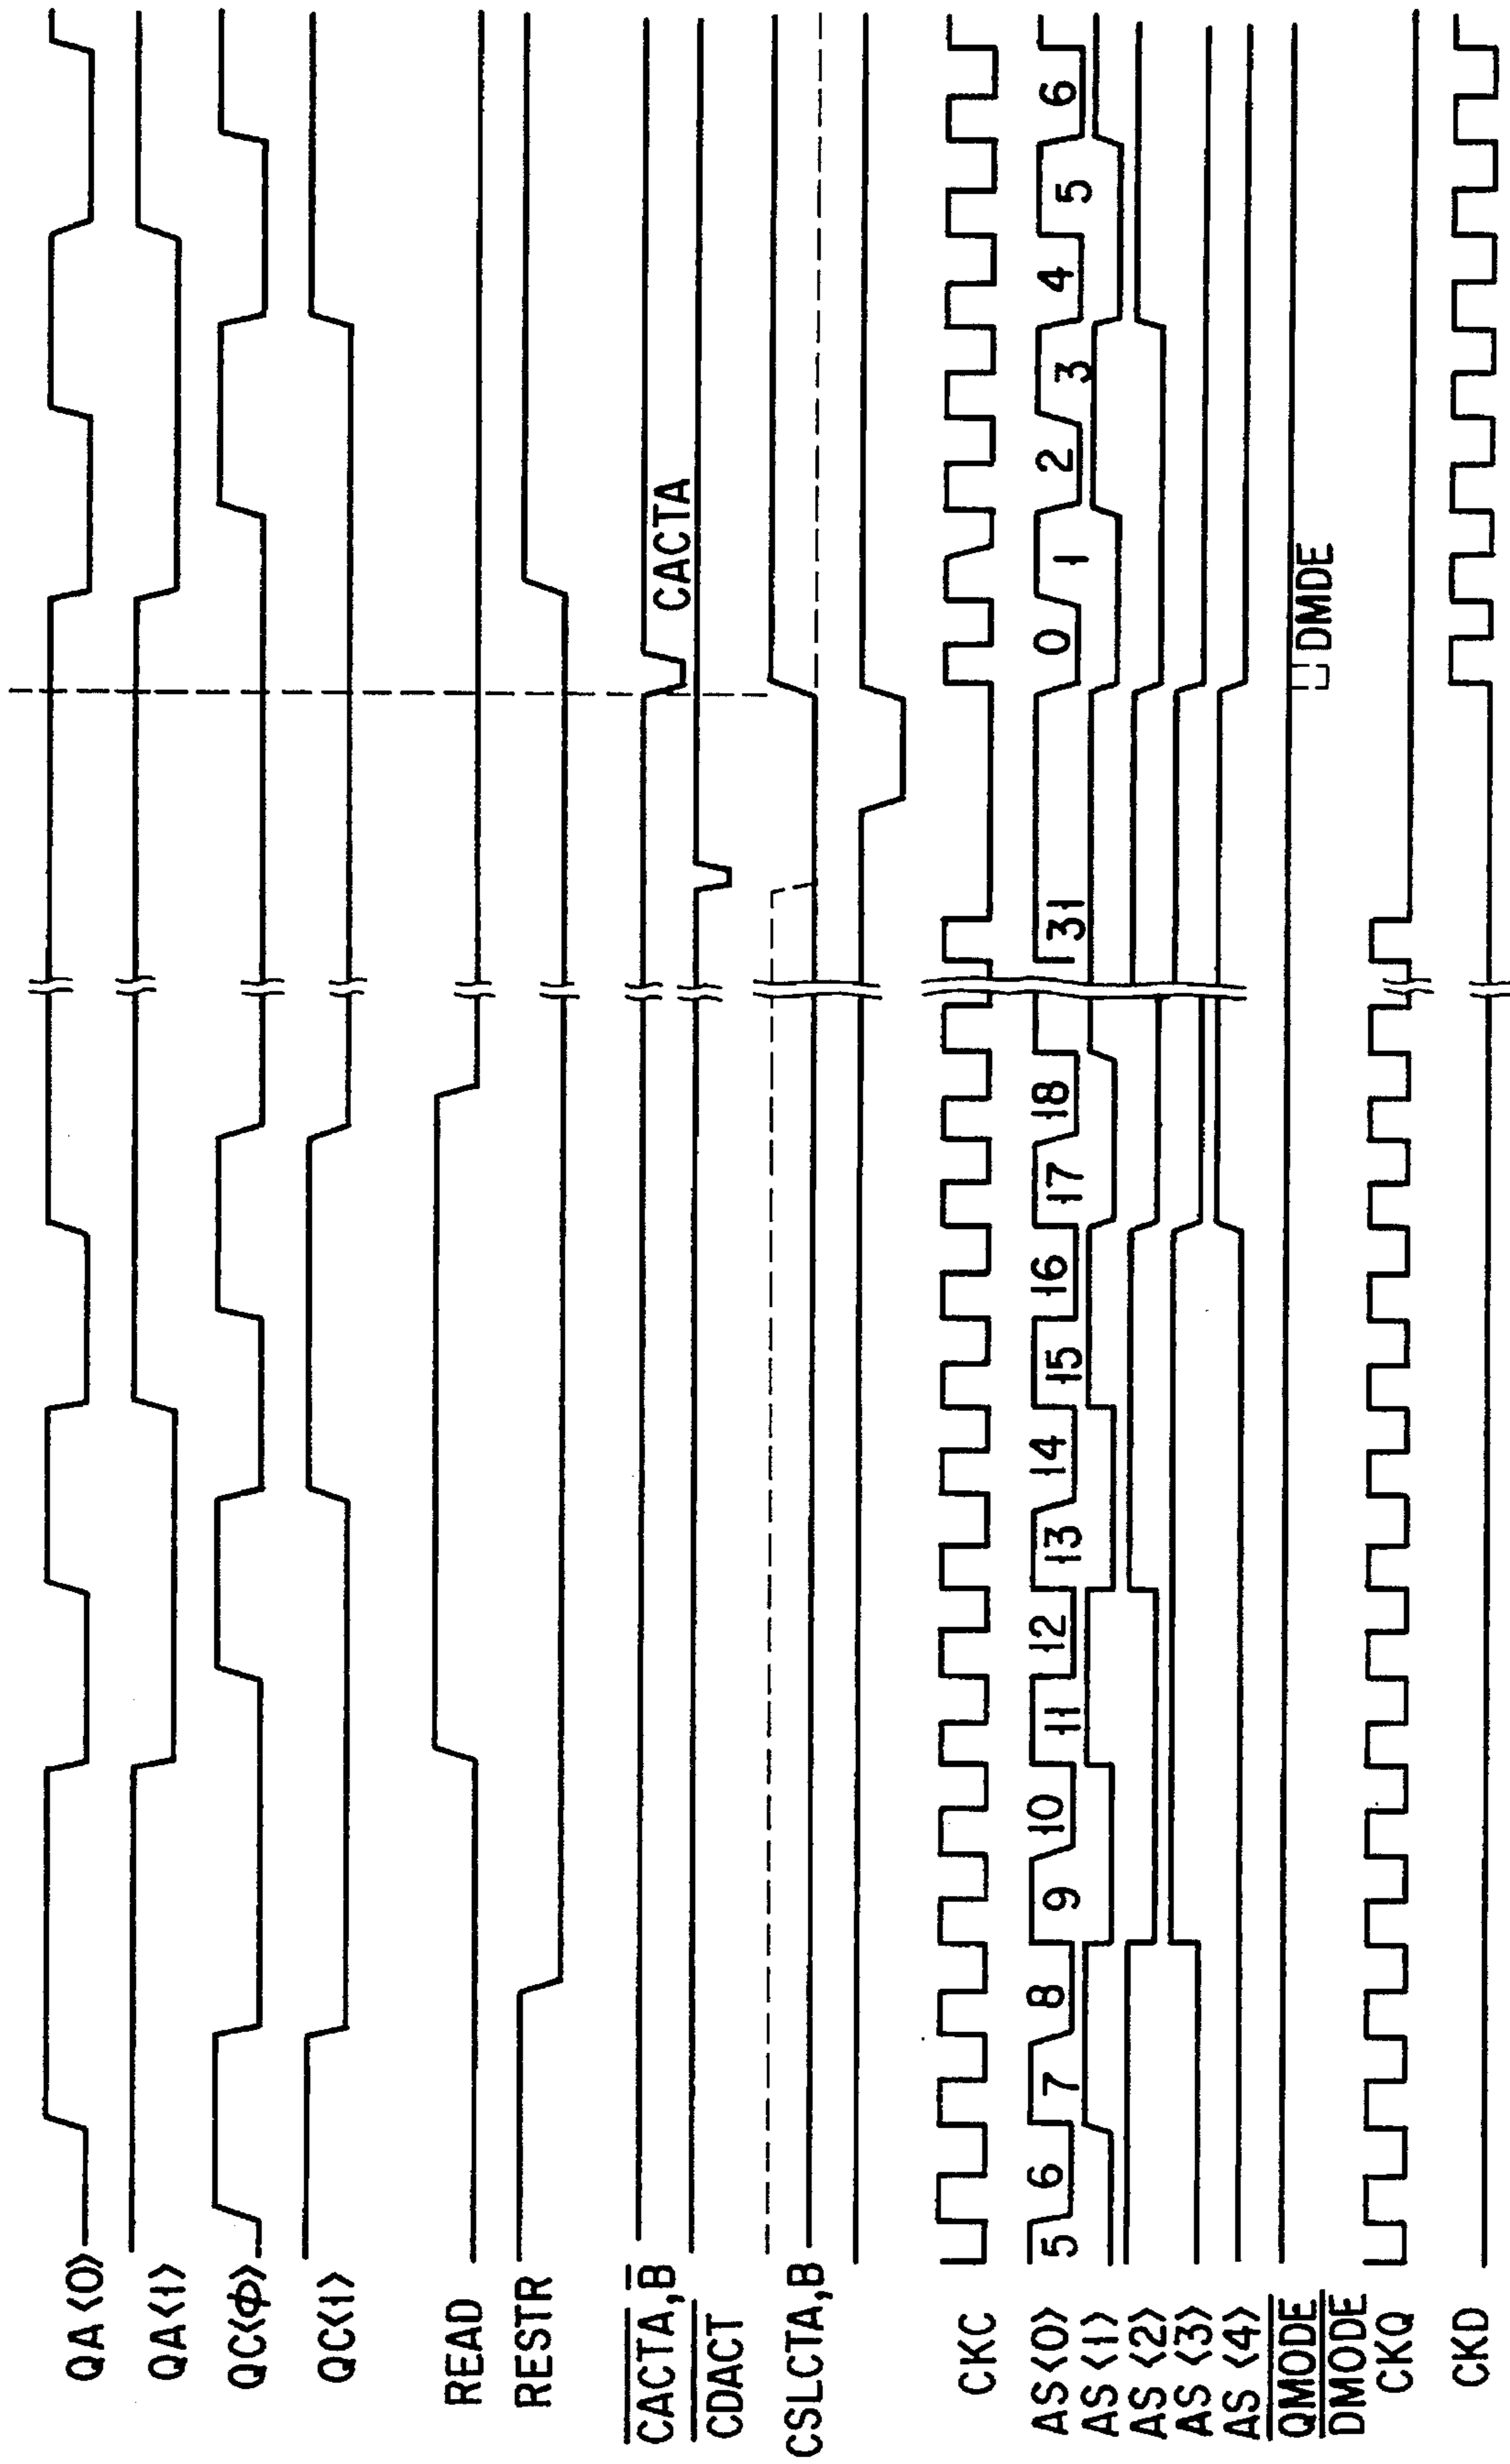 QA<0>
QA<1>
QC<Φ>
QC<1>
READ
RESTR
CACTA,B
CACTA
CDACT
CSLCTA,B
CKC
AS<0> 5 6 7 8 9 10 11 12 13 14 15 16 17 18 31 0 1 2 3 4 5 6
AS<1>
AS<2>
AS<3>
AS<4>
QMODE
DMODE
DMDE
CKQ
CKD